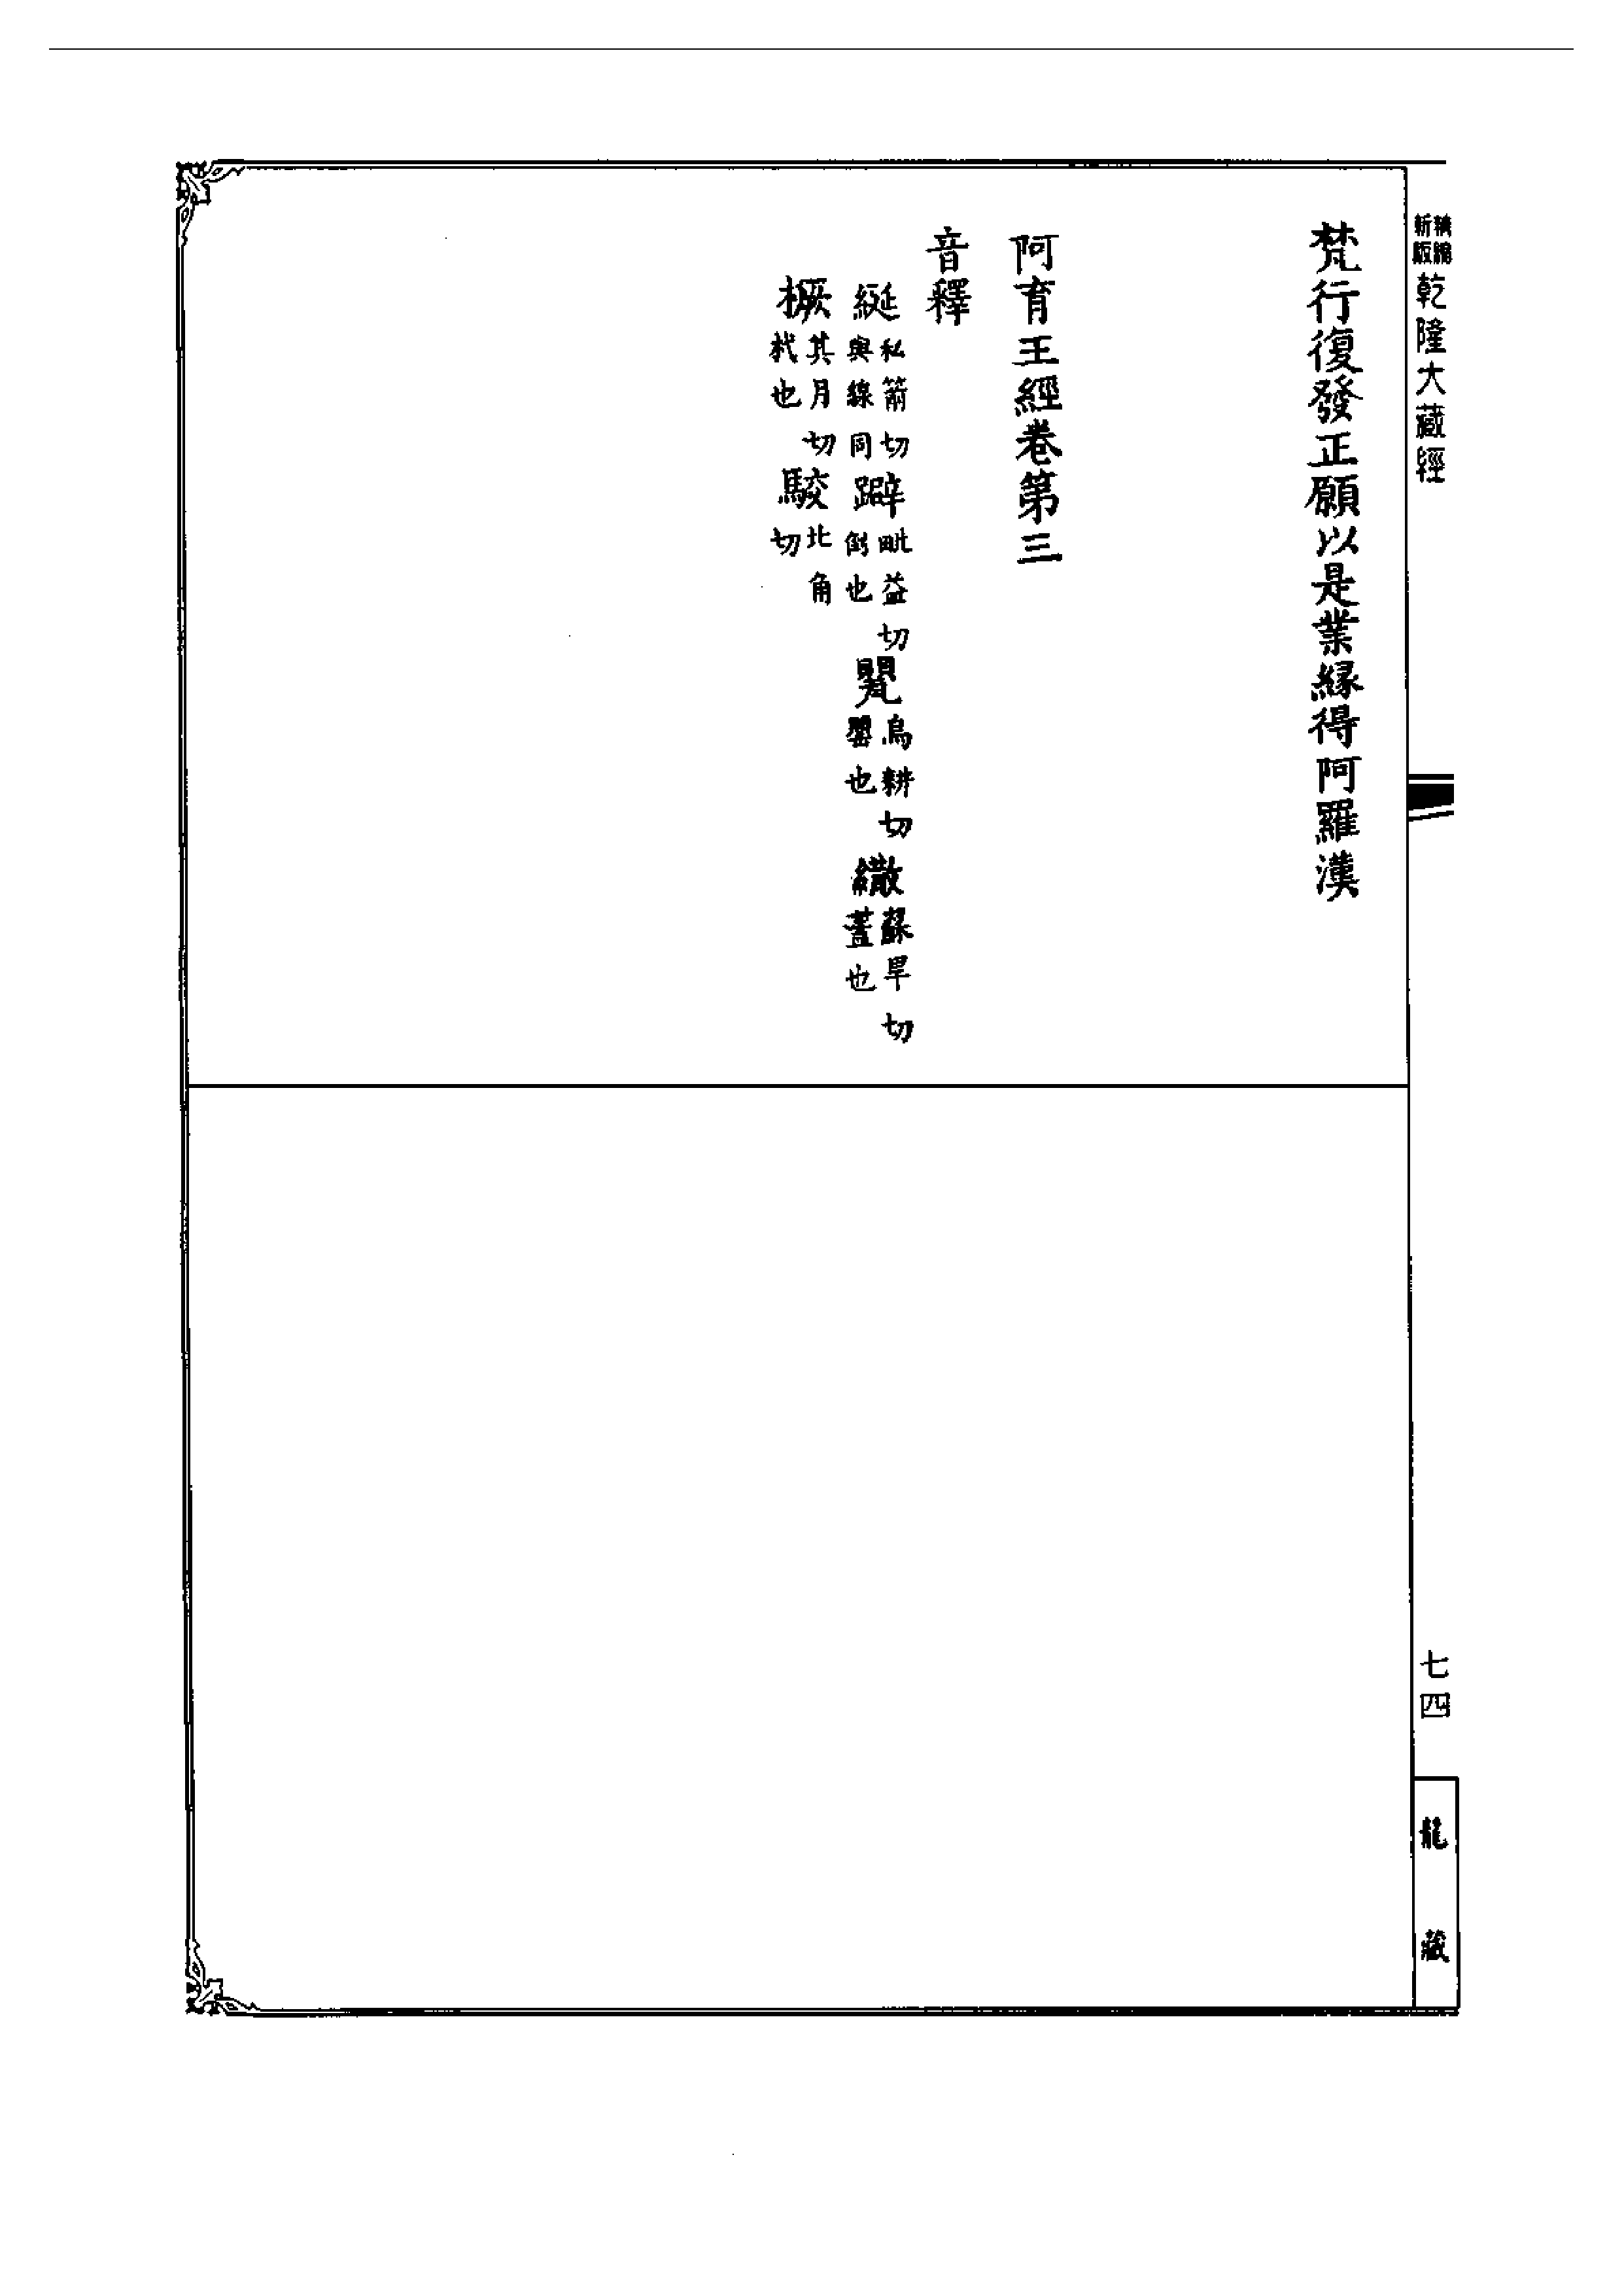 精編新版乾隆大藏經
七四
龍藏
梵行復發正願以是業緣得阿羅漢
阿育王經卷第三
音釋
綖私箭切與線同躃毗益切倒也甖烏耕切罌也繖蘇旱切蓋也
橛其月切杙也駮北角切